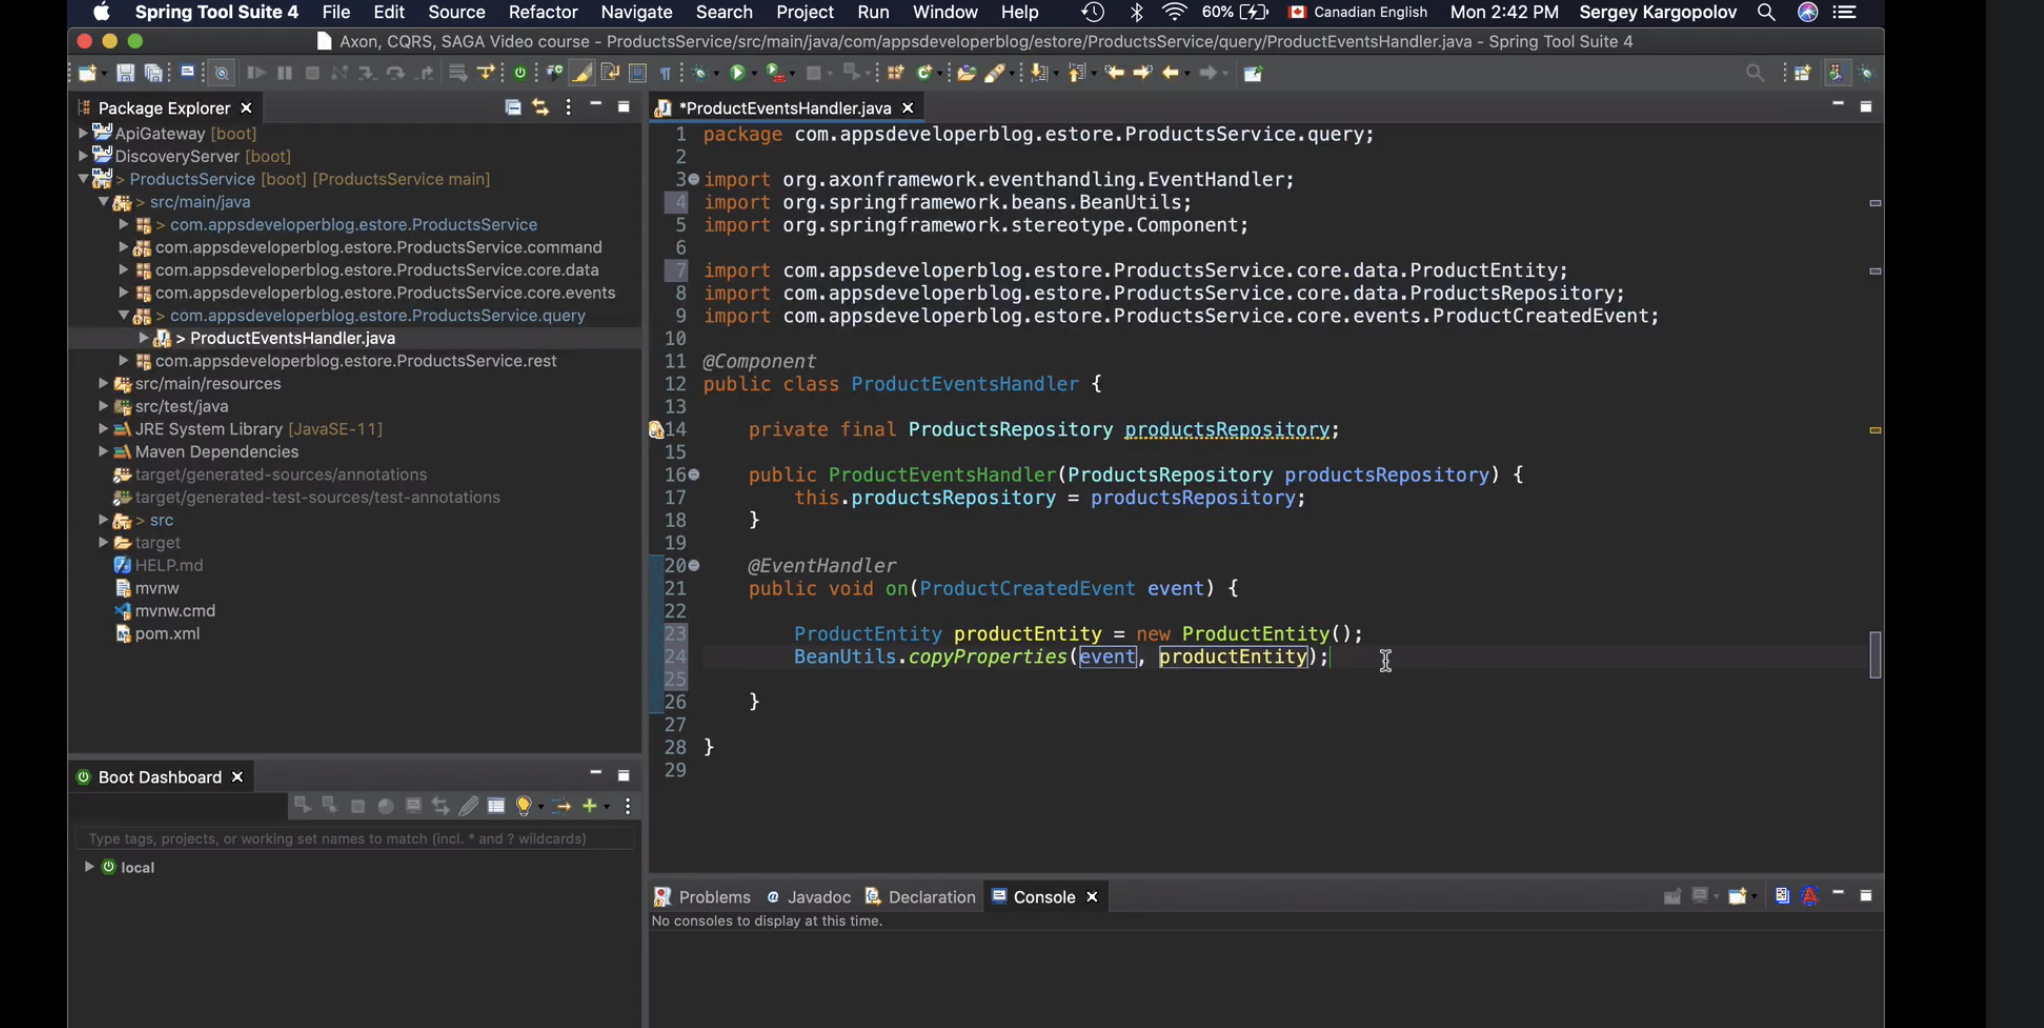 Spring Tool Suite 4 File Edit Source Refactor Navigate Search Project Run Window Help 60% Canadian English Mon 2:42 PM Sergey Kargopolov
Axon, CQRS, SAGA Video course - ProductsService/src/main/java/com/appsdeveloperblog/estore/ProductsService/query/ProductEventsHandler.java - Spring Tool Suite 4
Package Explorer
ApiGateway [boot]
DiscoveryServer [boot]
> ProductsService [boot] [ProductsService main]
> src/main/java
> com.appsdeveloperblog.estore.ProductsService
com.appsdeveloperblog.estore.ProductsService.command
com.appsdeveloperblog.estore.ProductsService.core.data
com.appsdeveloperblog.estore.ProductsService.core.events
> com.appsdeveloperblog.estore.ProductsService.query
> ProductEventsHandler.java
com.appsdeveloperblog.estore.ProductsService.rest
src/main/resources
src/test/java
JRE System Library [JavaSE-11]
Maven Dependencies
target/generated-sources/annotations
target/generated-test-sources/test-annotations
> src
target
HELP.md
mvnw
mvnw.cmd
pom.xml
Boot Dashboard
Type tags, projects, or working set names to match (incl. * and ? wildcards)
local
*ProductEventsHandler.java
1 package com.appsdeveloperblog.estore.ProductsService.query;
2
3 import org.axonframework.eventhandling.EventHandler;
4 import org.springframework.beans.BeanUtils;
5 import org.springframework.stereotype.Component;
6
7 import com.appsdeveloperblog.estore.ProductsService.core.data.ProductEntity;
8 import com.appsdeveloperblog.estore.ProductsService.core.data.ProductsRepository;
9 import com.appsdeveloperblog.estore.ProductsService.core.events.ProductCreatedEvent;
10
11 @Component
12 public class ProductEventsHandler {
13
14 private final ProductsRepository productsRepository;
15
16 public ProductEventsHandler(ProductsRepository productsRepository) {
17 this.productsRepository = productsRepository;
18 }
19
20 @EventHandler
21 public void on(ProductCreatedEvent event) {
22
23 ProductEntity productEntity = new ProductEntity();
24 BeanUtils.copyProperties(event, productEntity);
25
26 }
27
28 }
29
Problems Javadoc Declaration Console
No consoles to display at this time.